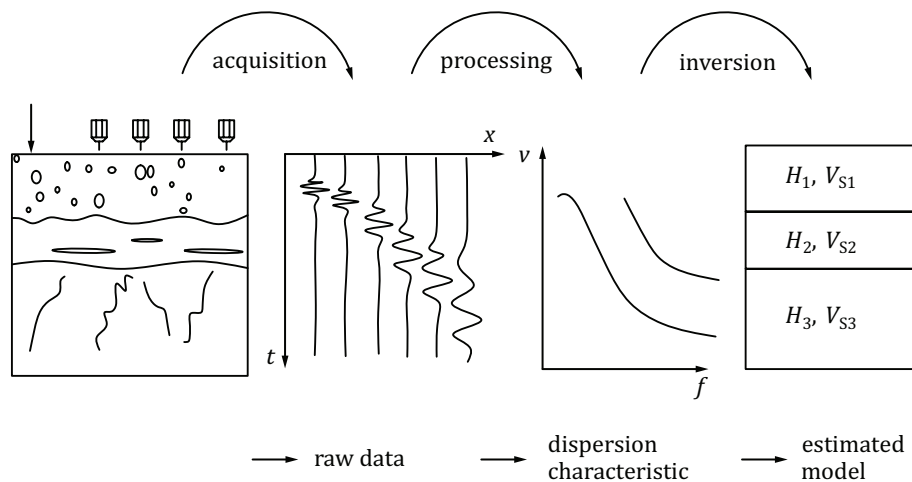 acquisition
processing
inversion
x
t
v
f
H1, VS1
H2, VS2
H3, VS3
raw data
dispersion
characteristic
estimated
model